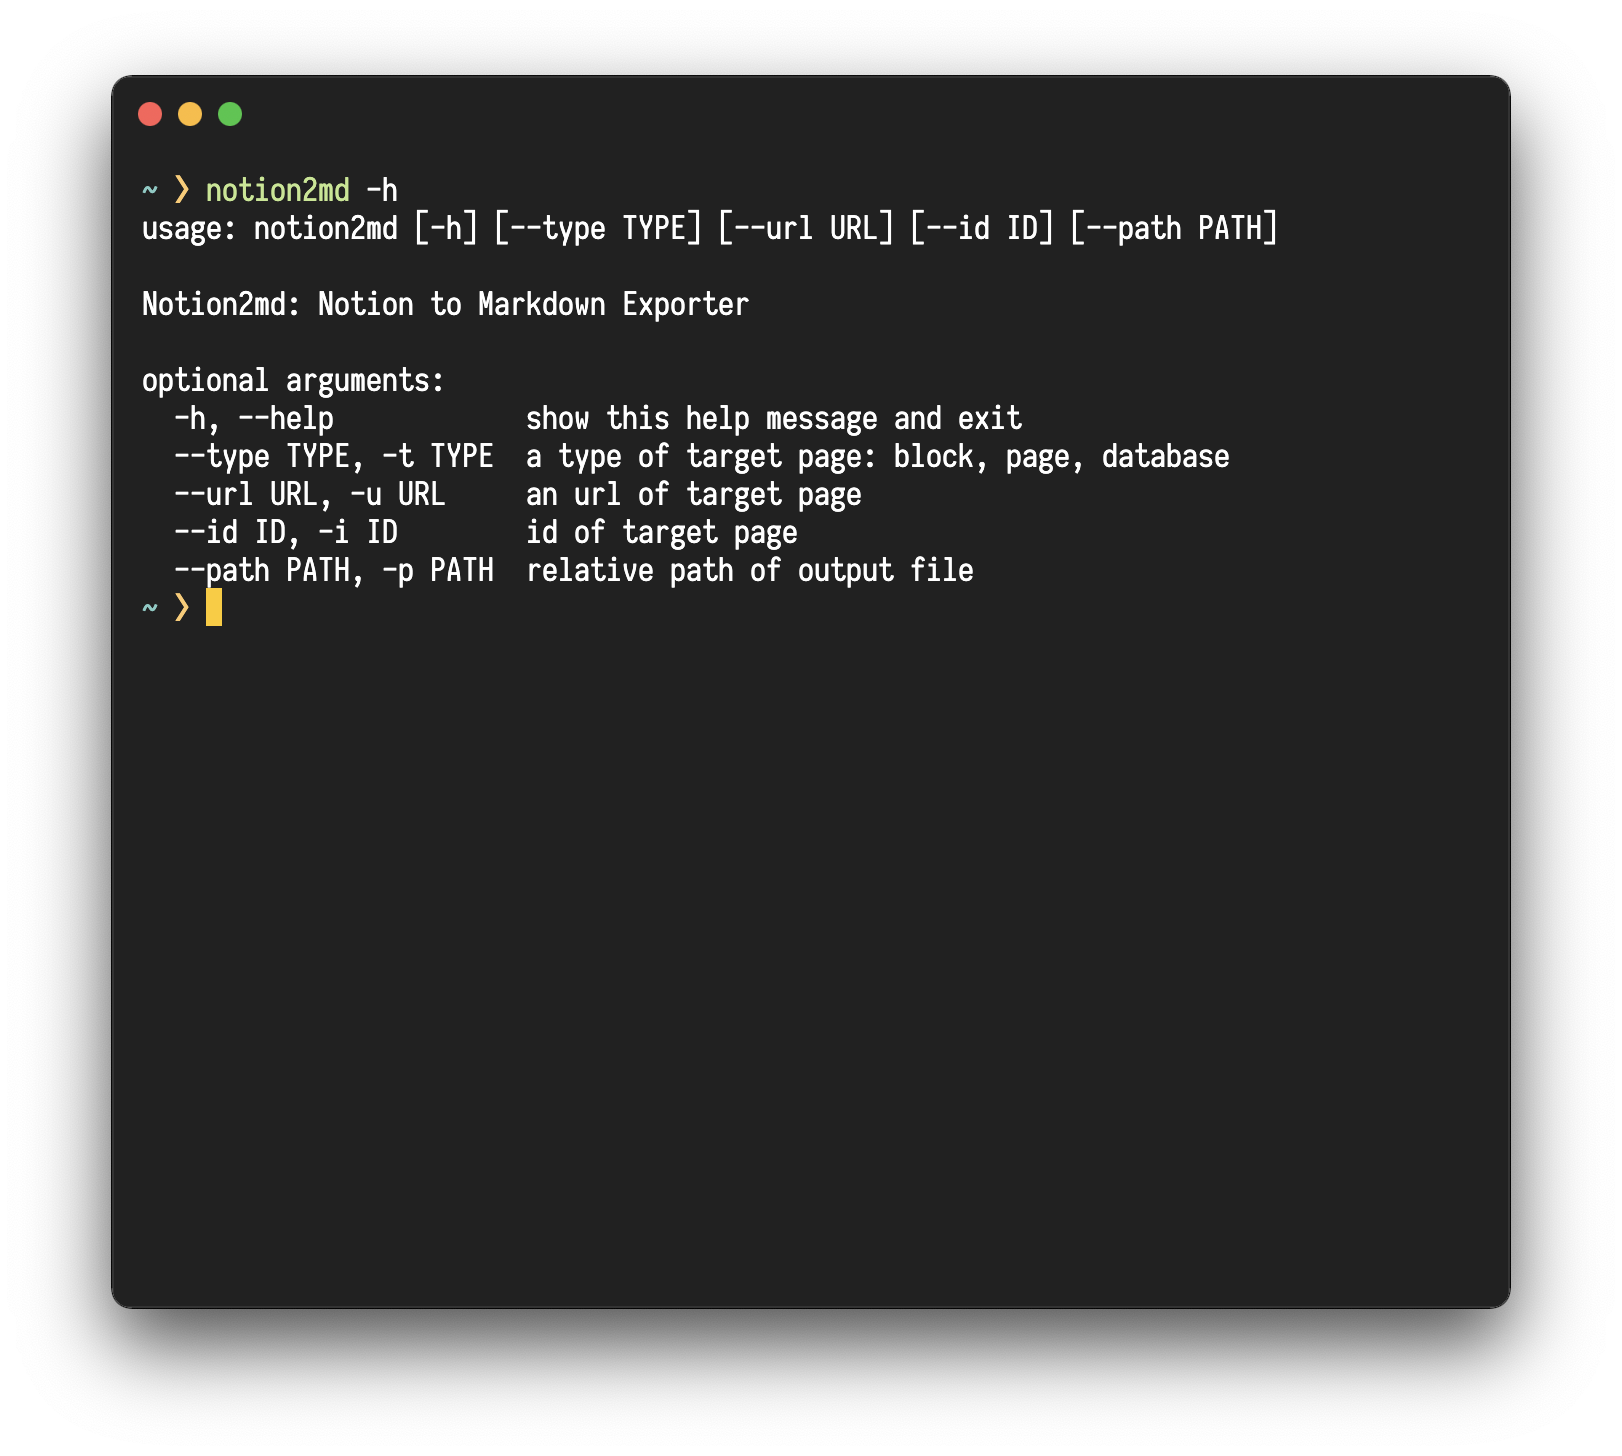 ~ ❯ notion2md -h
usage: notion2md [-h] [--type TYPE] [--url URL] [--id ID] [--path PATH]
Notion2md: Notion to Markdown Exporter
optional arguments:
  -h, --help            show this help message and exit
  --type TYPE, -t TYPE  a type of target page: block, page, database
  --url URL, -u URL     an url of target page
  --id ID, -i ID        id of target page
  --path PATH, -p PATH  relative path of output file
~ ❯